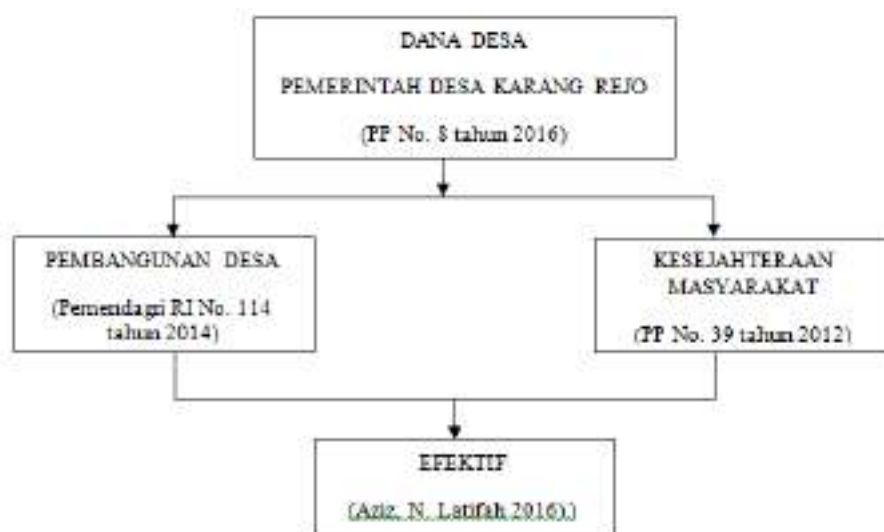 DANA DESA
PEMERINTAH DESA KARANG REJO
(PP No. 8 tahun 2016)
PEMBANGUNAN DESA
(Pemendagri RI No. 114
tahun 2014)
KESEJAHTERAAN
MASYARAKAT
(PP No. 39 tahun 2012)
EFEKTIF
(Aziz, N. Latifah 2016).)